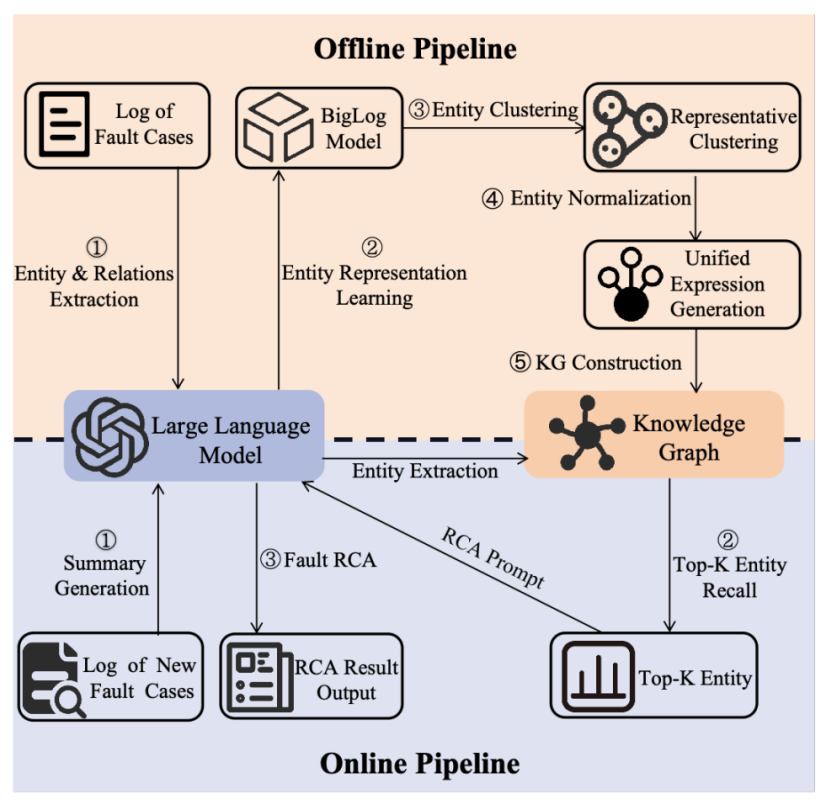 Offline Pipeline
Log of
Fault Cases
BigLog
Model
③ Entity Clustering
Representative
Clustering
①
Entity & Relations
Extraction
②
Entity Representation
Learning
④ Entity Normalization
Unified
Expression
Generation
⑤ KG Construction
Large Language
Model
Knowledge
Graph
Entity Extraction
①
Summary
Generation
③ Fault RCA
RCA Prompt
②
Top-K Entity
Recall
Log of New
Fault Cases
RCA Result
Output
Top-K Entity
Online Pipeline